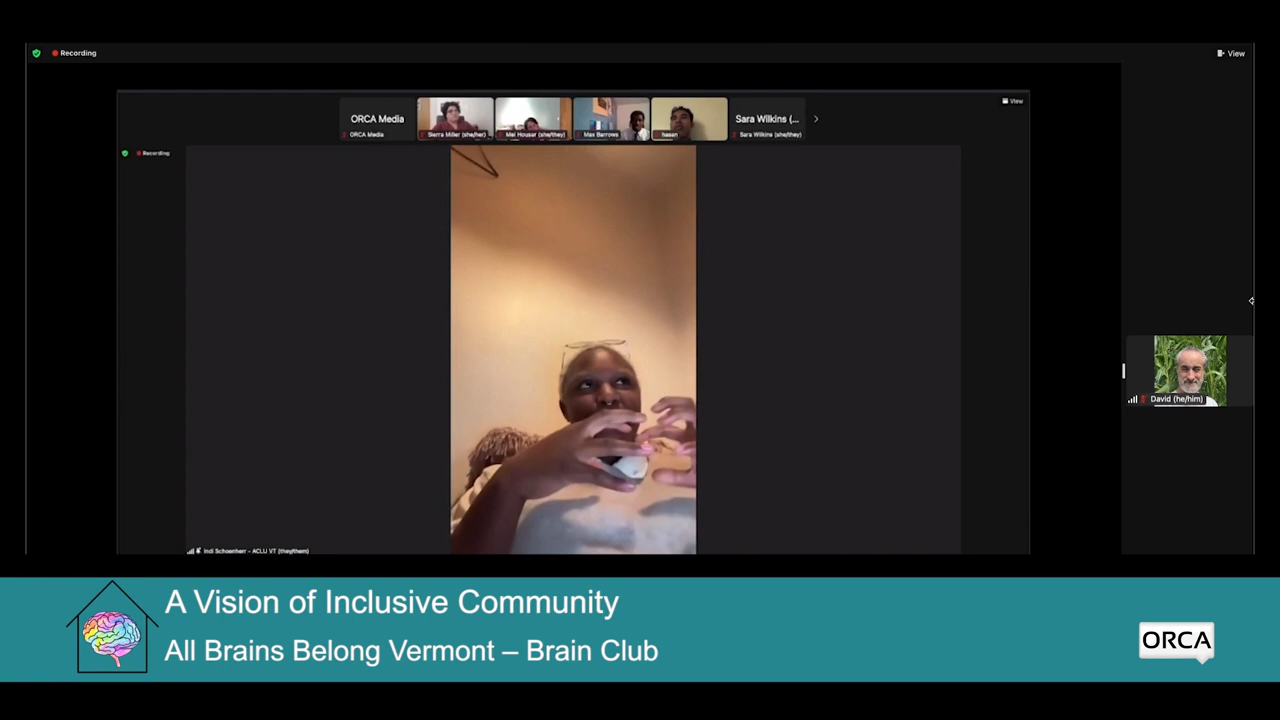 Recording
View
View
ORCA Media
Sara Wilkins (...
ORCA Media
Sierra Miller (she/her)
Mel Houser (she/they)
Max Barrows
hasan
Sara Wilkins (she/they)
Recording
David (he/him)
Indi Schoenherr - ACLU VT (they/them)
A Vision of Inclusive Community
All Brains Belong Vermont – Brain Club
ORCA